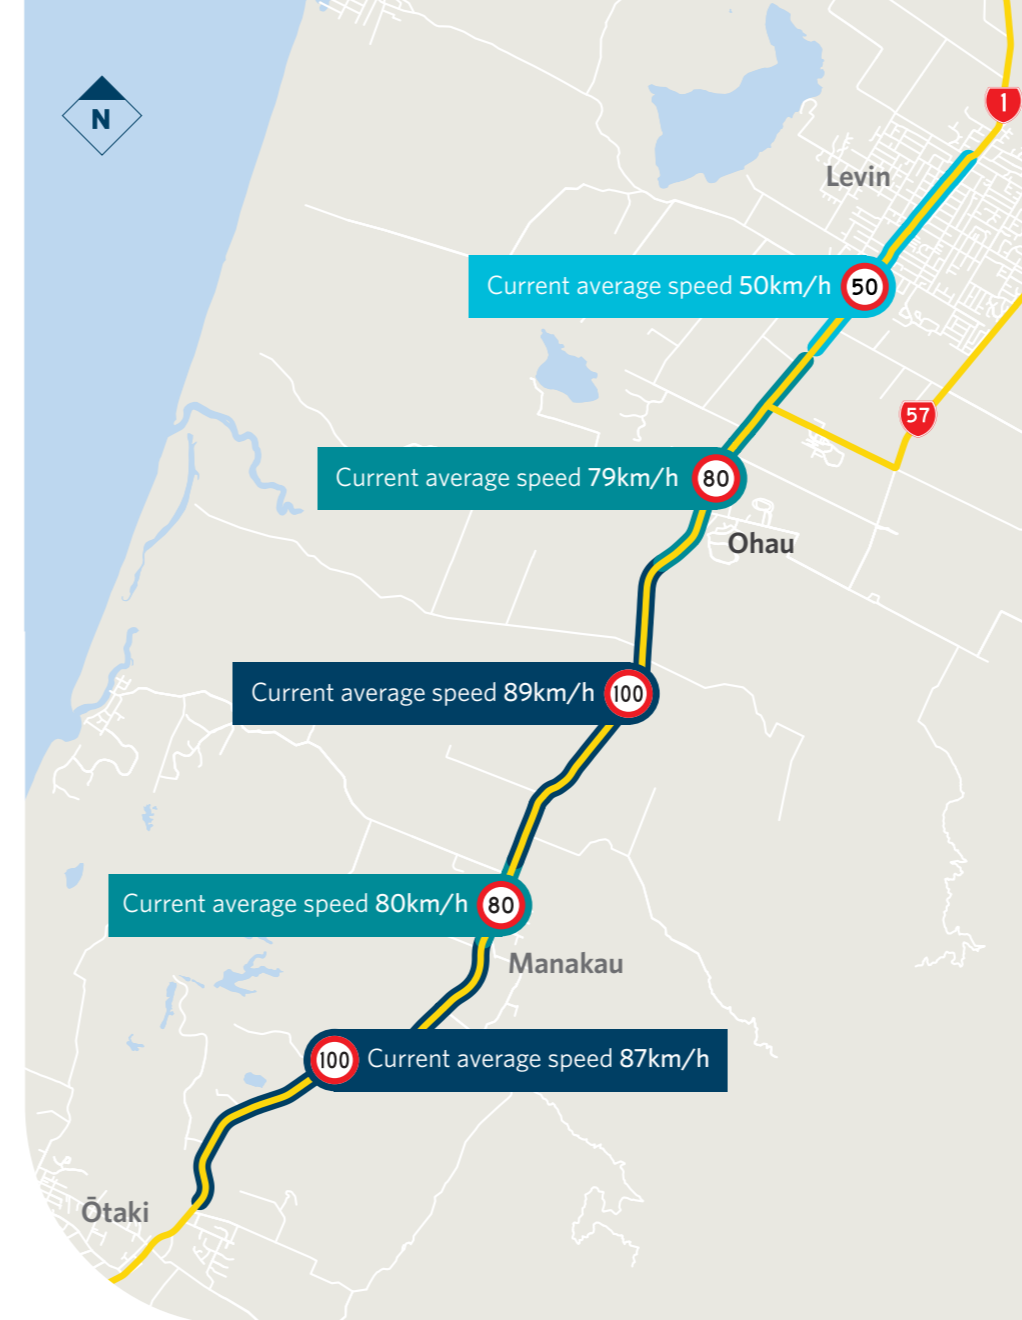 N
1
Levin
Current average speed 50km/h 50
57
Current average speed 79km/h 80
Ohau
Current average speed 89km/h 100
Current average speed 80km/h 80
Manakau
100 Current average speed 87km/h
Ōtaki